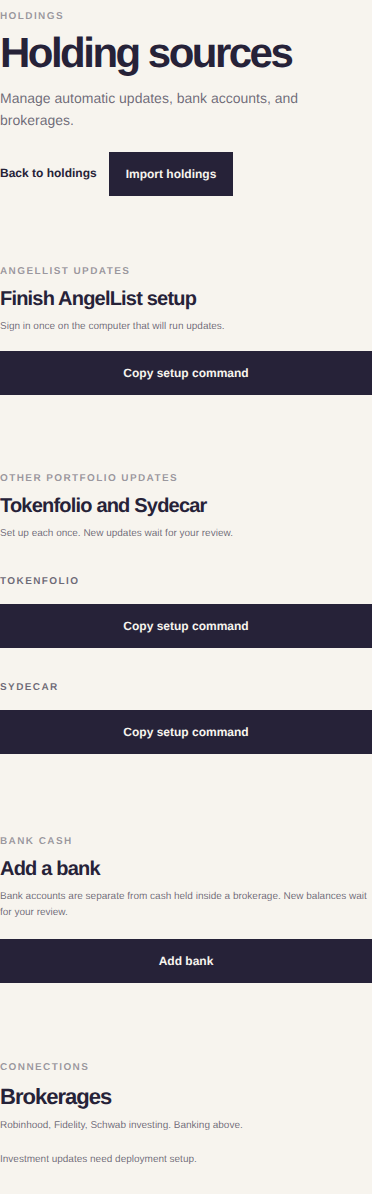 HOLDINGS
Holding sources
Manage automatic updates, bank accounts, and
brokerages.
Back to holdings
Import holdings
ANGELLIST UPDATES
Finish AngelList setup
Sign in once on the computer that will run updates.
Copy setup command
OTHER PORTFOLIO UPDATES
Tokenfolio and Sydecar
Set up each once. New updates wait for your review.
TOKENFOLIO
Copy setup command
SYDECAR
Copy setup command
BANK CASH
Add a bank
Bank accounts are separate from cash held inside a brokerage. New balances wait
for your review.
Add bank
CONNECTIONS
Brokerages
Robinhood, Fidelity, Schwab investing. Banking above.
Investment updates need deployment setup.